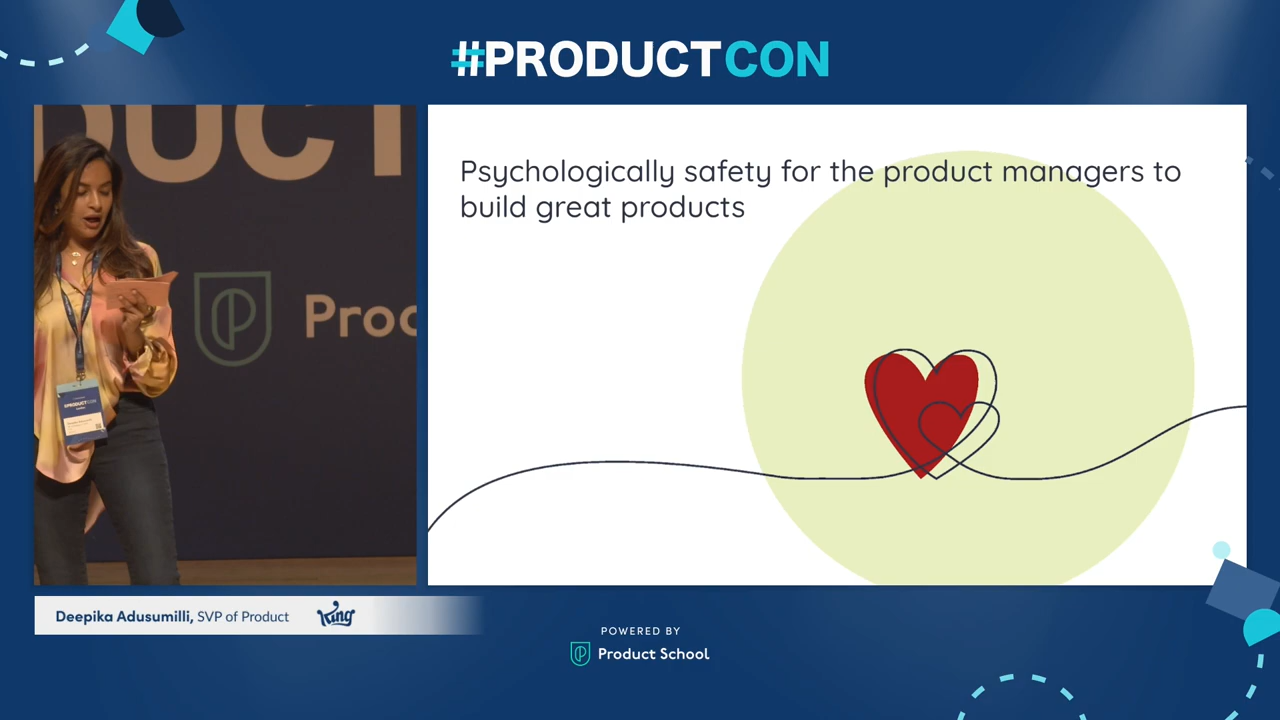 #PRODUCTCON
DUCT
Psychologically safety for the product managers to
build great products
Proc
#PRODUCTCON
Deepika Adusumilli, SVP of Product
King
POWERED BY
Product School